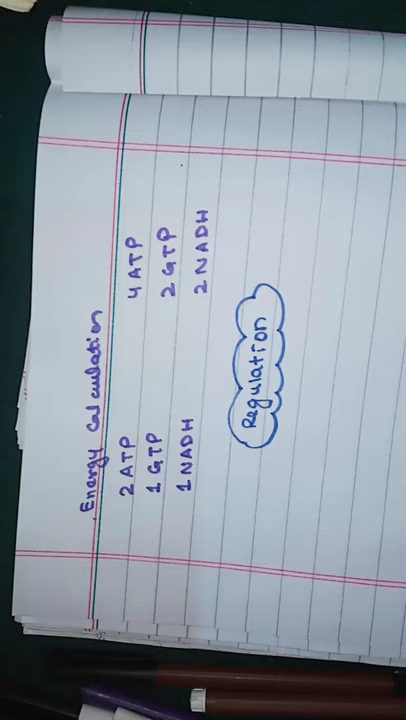 Energy Calculation
2 ATP 4 ATP
1 GTP 2 GTP
1 NADH 2 NADH
Regulation